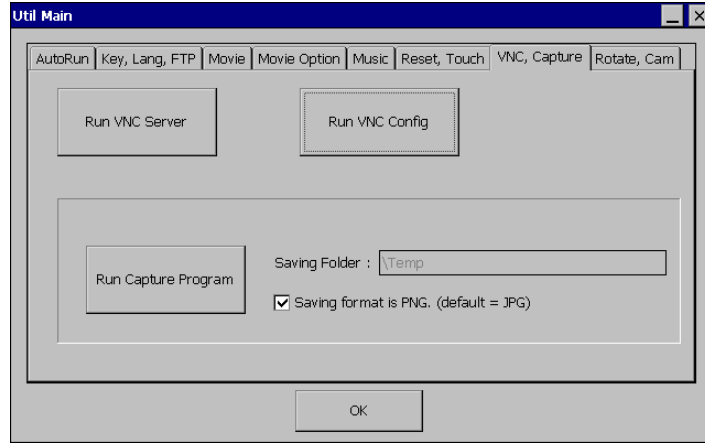 Util Main
AutoRun Key, Lang, FTP Movie Movie Option Music Reset, Touch VNC, Capture Rotate, Cam
Run VNC Server Run VNC Config
Saving Folder : \Temp
Run Capture Program
Saving format is PNG. (default = JPG)
OK